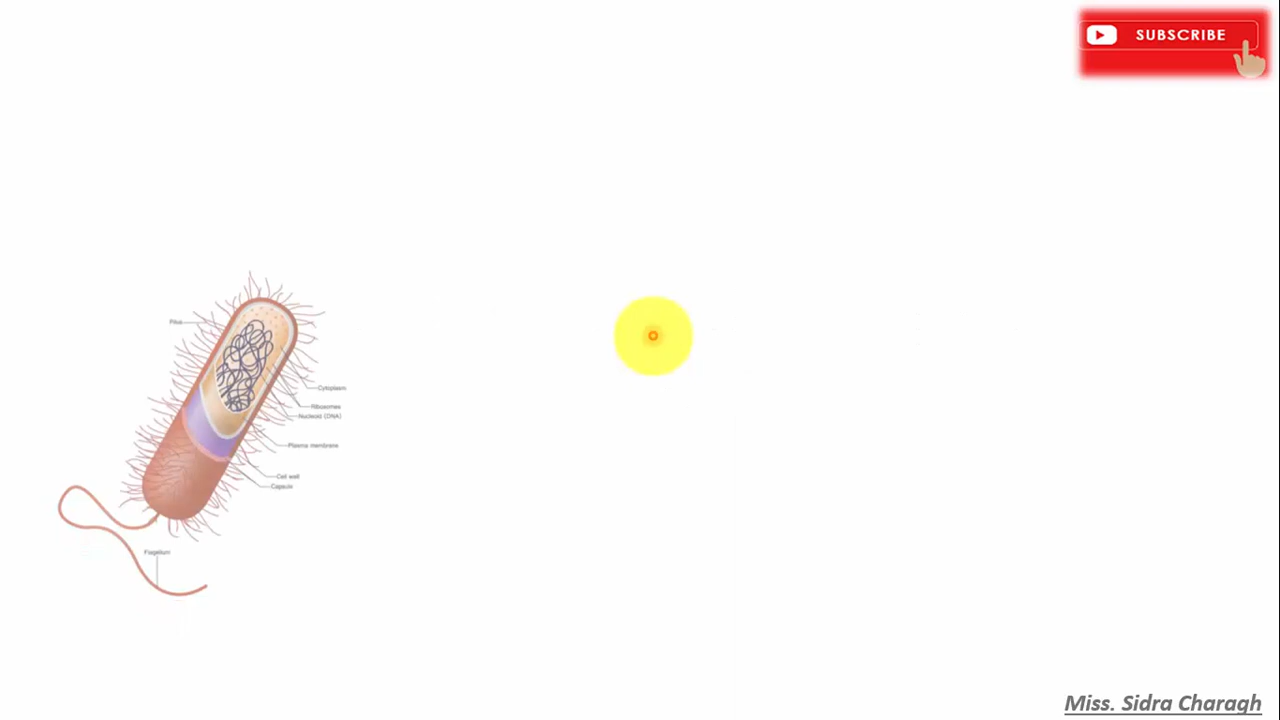 SUBSCRIBE
Pilus
Cytoplasm
Ribosomes
Nucleoid (DNA)
Plasma membrane
Cell wall
Capsule
Flagellum
Miss. Sidra Charagh